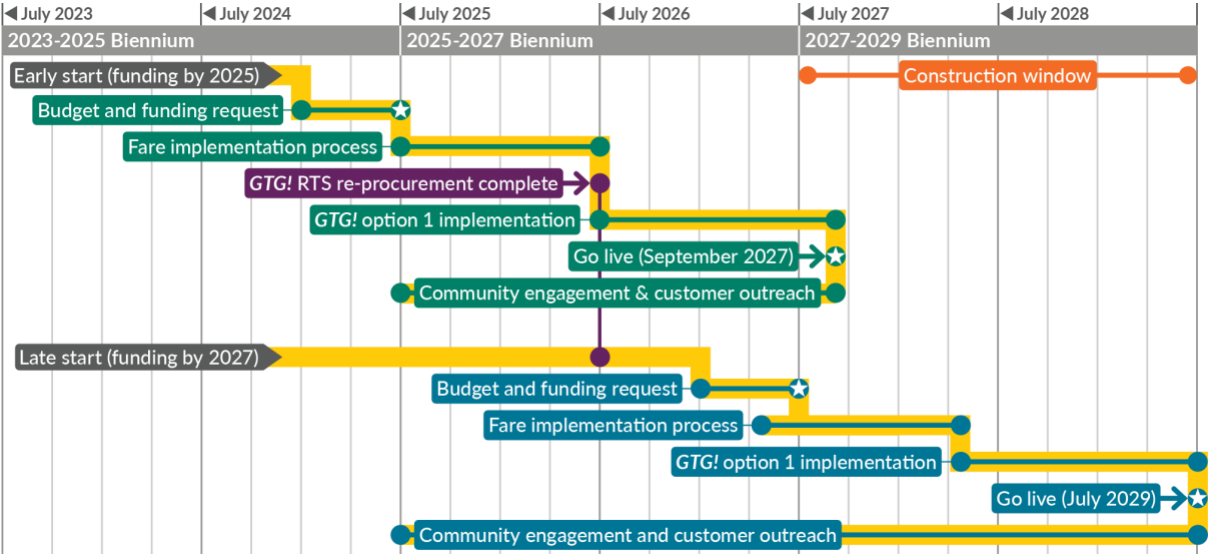 July 2023
July 2024
July 2025
July 2026
July 2027
July 2028
2023-2025 Biennium
2025-2027 Biennium
2027-2029 Biennium
Early start (funding by 2025)
Construction window
Budget and funding request
Fare implementation process
GTG! RTS re-procurement complete
GTG! option 1 implementation
Go live (September 2027)
Community engagement & customer outreach
Late start (funding by 2027)
Budget and funding request
Fare implementation process
GTG! option 1 implementation
Go live (July 2029)
Community engagement and customer outreach